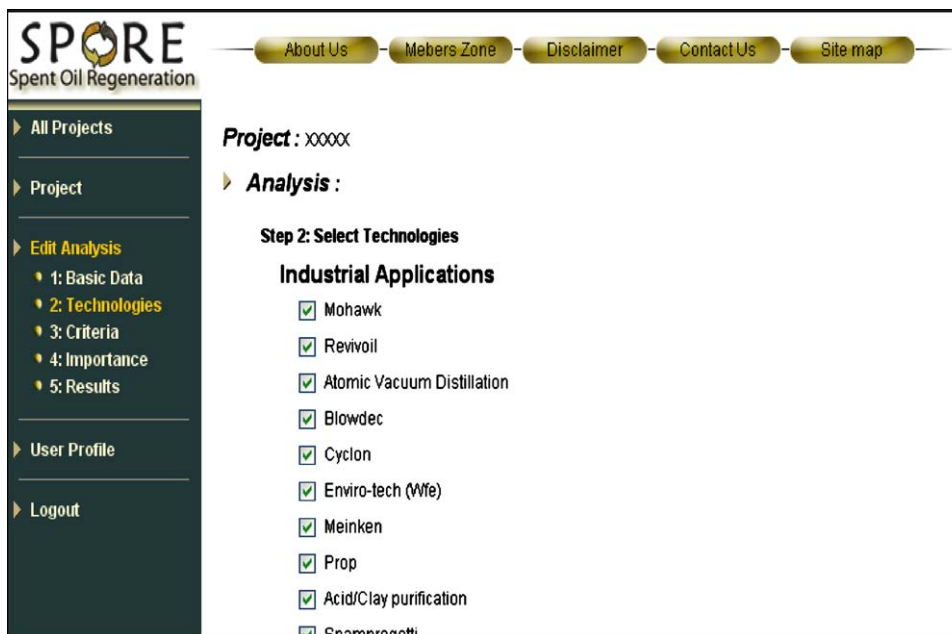 SPORE
Spent Oil Regeneration
About Us
Mebers Zone
Disclaimer
Contact Us
Site map
All Projects
Project
Edit Analysis
1: Basic Data
2: Technologies
3: Criteria
4: Importance
5: Results
User Profile
Logout
Project : xxxxx
Analysis :
Step 2: Select Technologies
Industrial Applications
Mohawk
Revivoil
Atomic Vacuum Distillation
Blowdec
Cyclon
Enviro-tech (Wfe)
Meinken
Prop
Acid/Clay purification
Snamprogetti